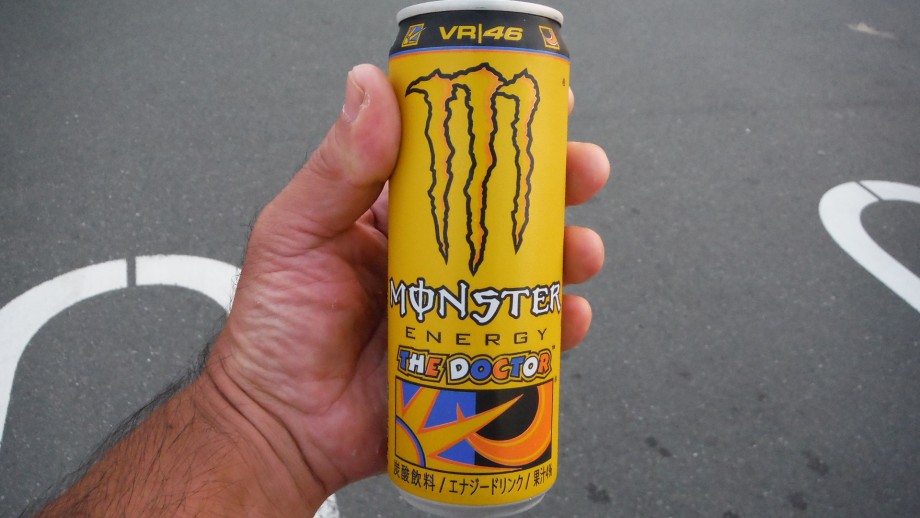 VR|46
MONSTER
ENERGY
THE DOCTOR™
炭酸飲料 / エナジードリンク / 果汁4%